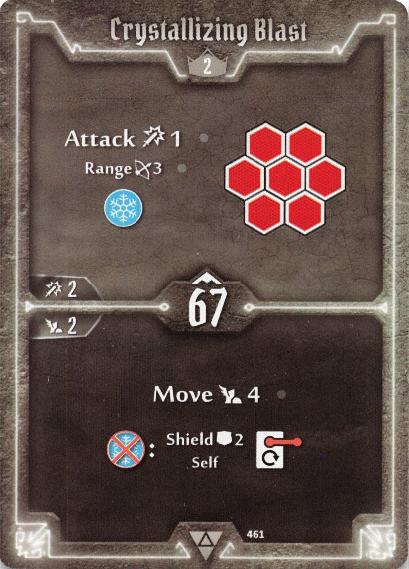 Crystallizing Blast
2
Attack 1
Range 3
2
67
2
Move 4
: Shield 2
Self
461